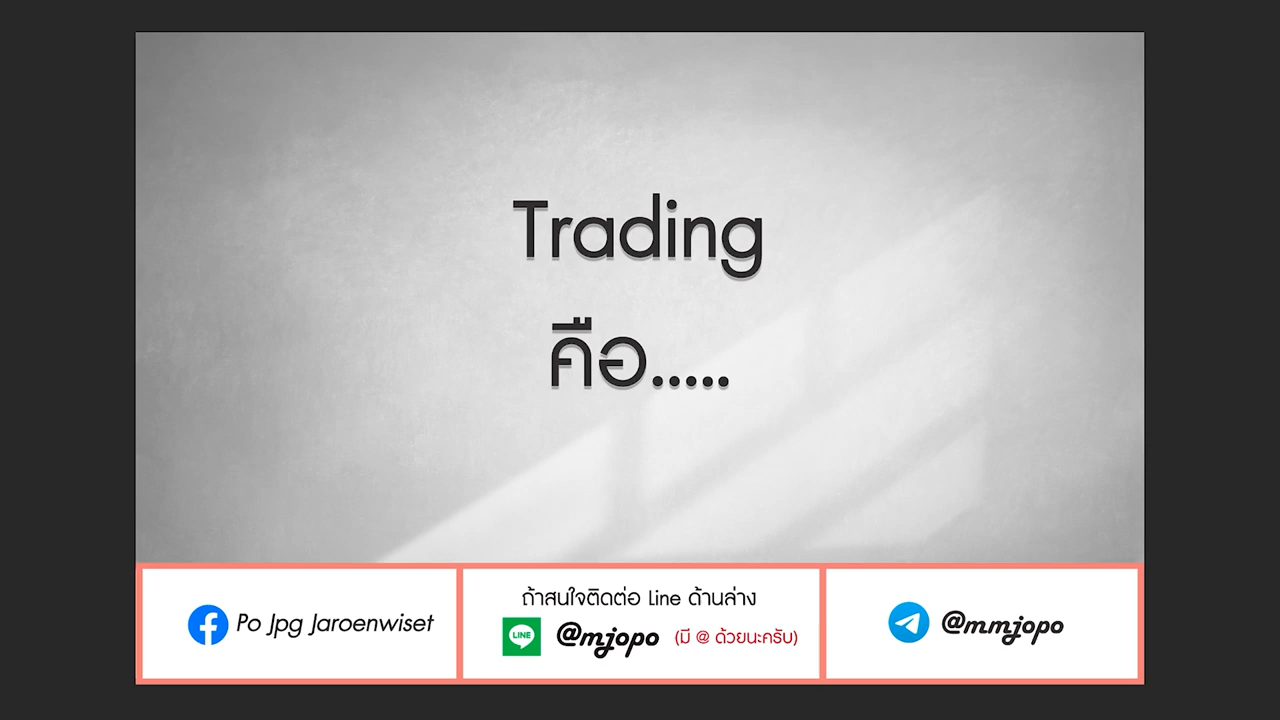 Trading
คือ.....
Po Jpg Jaroenwiset
ถ้าสนใจติดต่อ Line ด้านล่าง
LINE @mjopo (มี @ ด้วยนะครับ)
@mmjopo